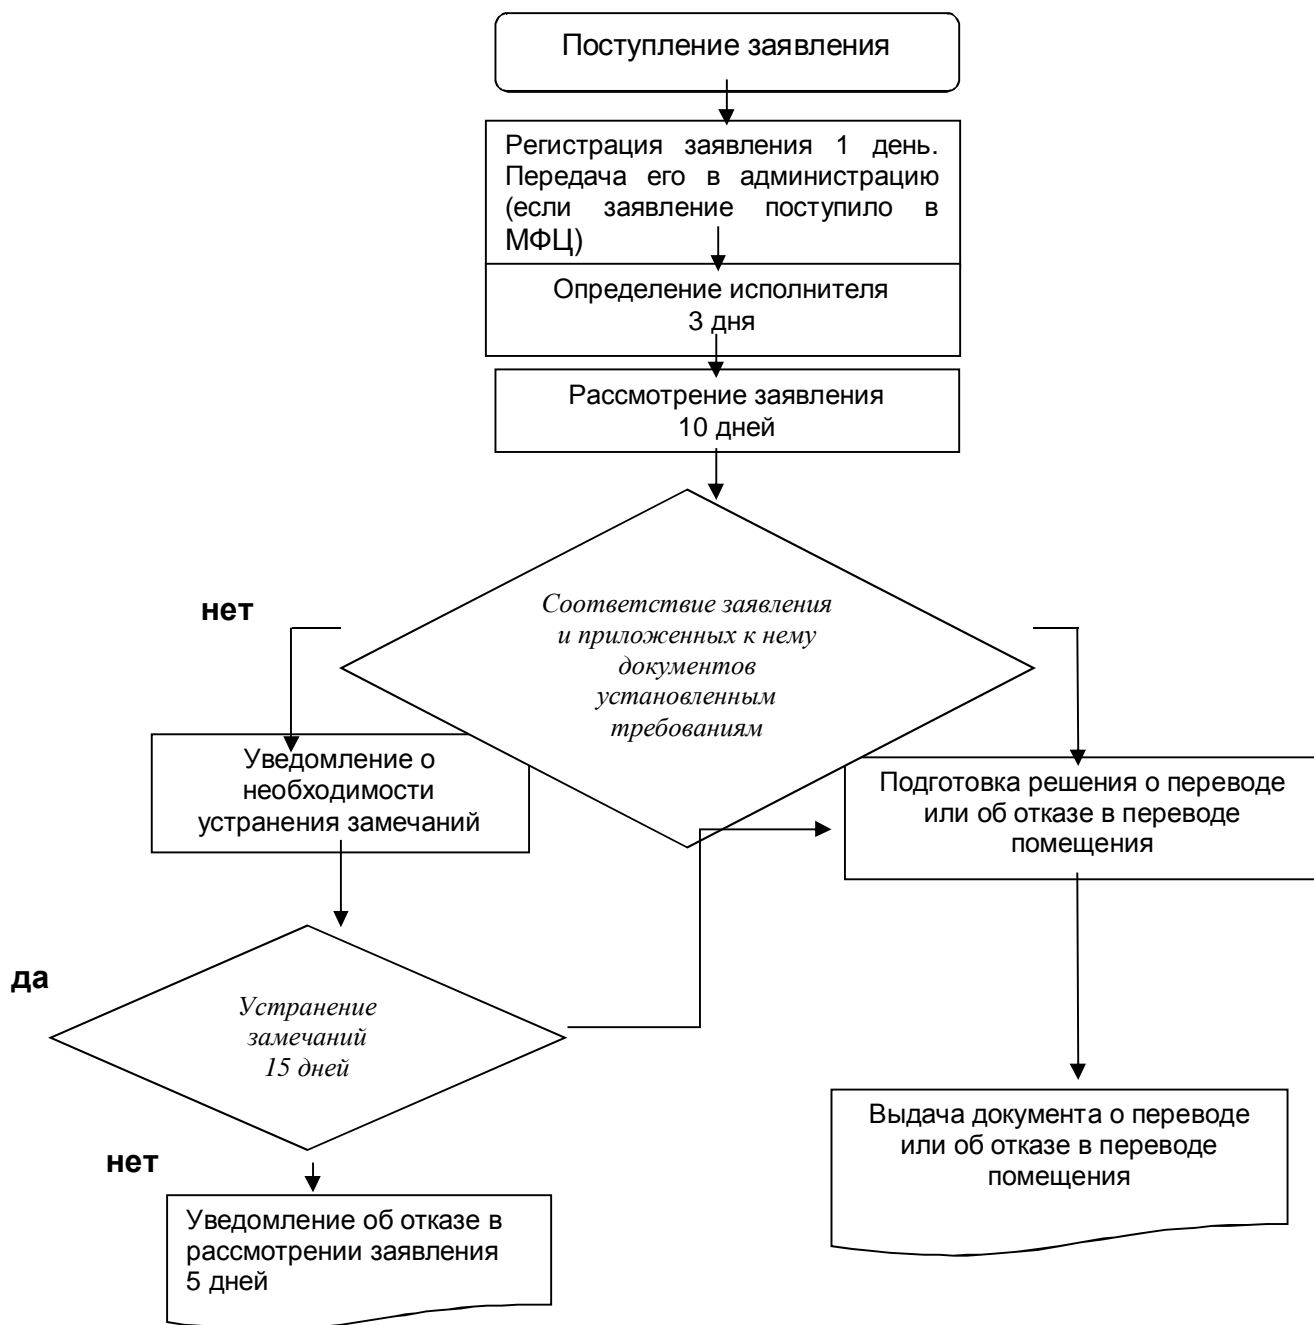 Поступление заявления
Регистрация заявления 1 день.
Передача его в администрацию
(если заявление поступило в
МФЦ)
Определение исполнителя
3 дня
Рассмотрение заявления
10 дней
нет
Соответствие заявления
и приложенных к нему
документов
установленным
требованиям
Уведомление о
необходимости
устранения замечаний
Подготовка решения о переводе
или об отказе в переводе
помещения
да
Устранение
замечаний
15 дней
Выдача документа о переводе
или об отказе в переводе
помещения
нет
Уведомление об отказе в
рассмотрении заявления
5 дней